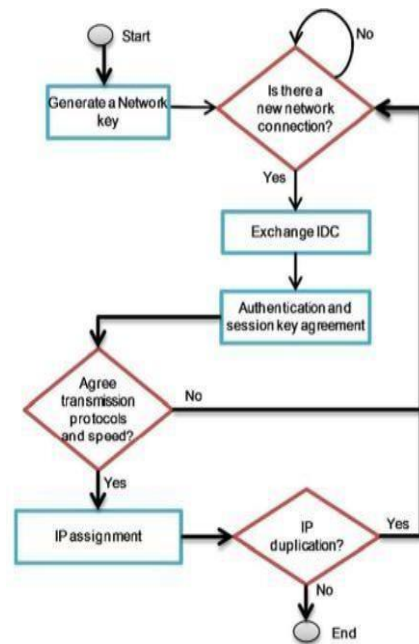 Start
No
Generate a Network
key
Is there a
new network
connection?
Yes
Exchange IDC
Authentication and
session key agreement
Agree
transmission
protocols
and speed?
No
Yes
IP assignment
IP
duplication?
Yes
No
End